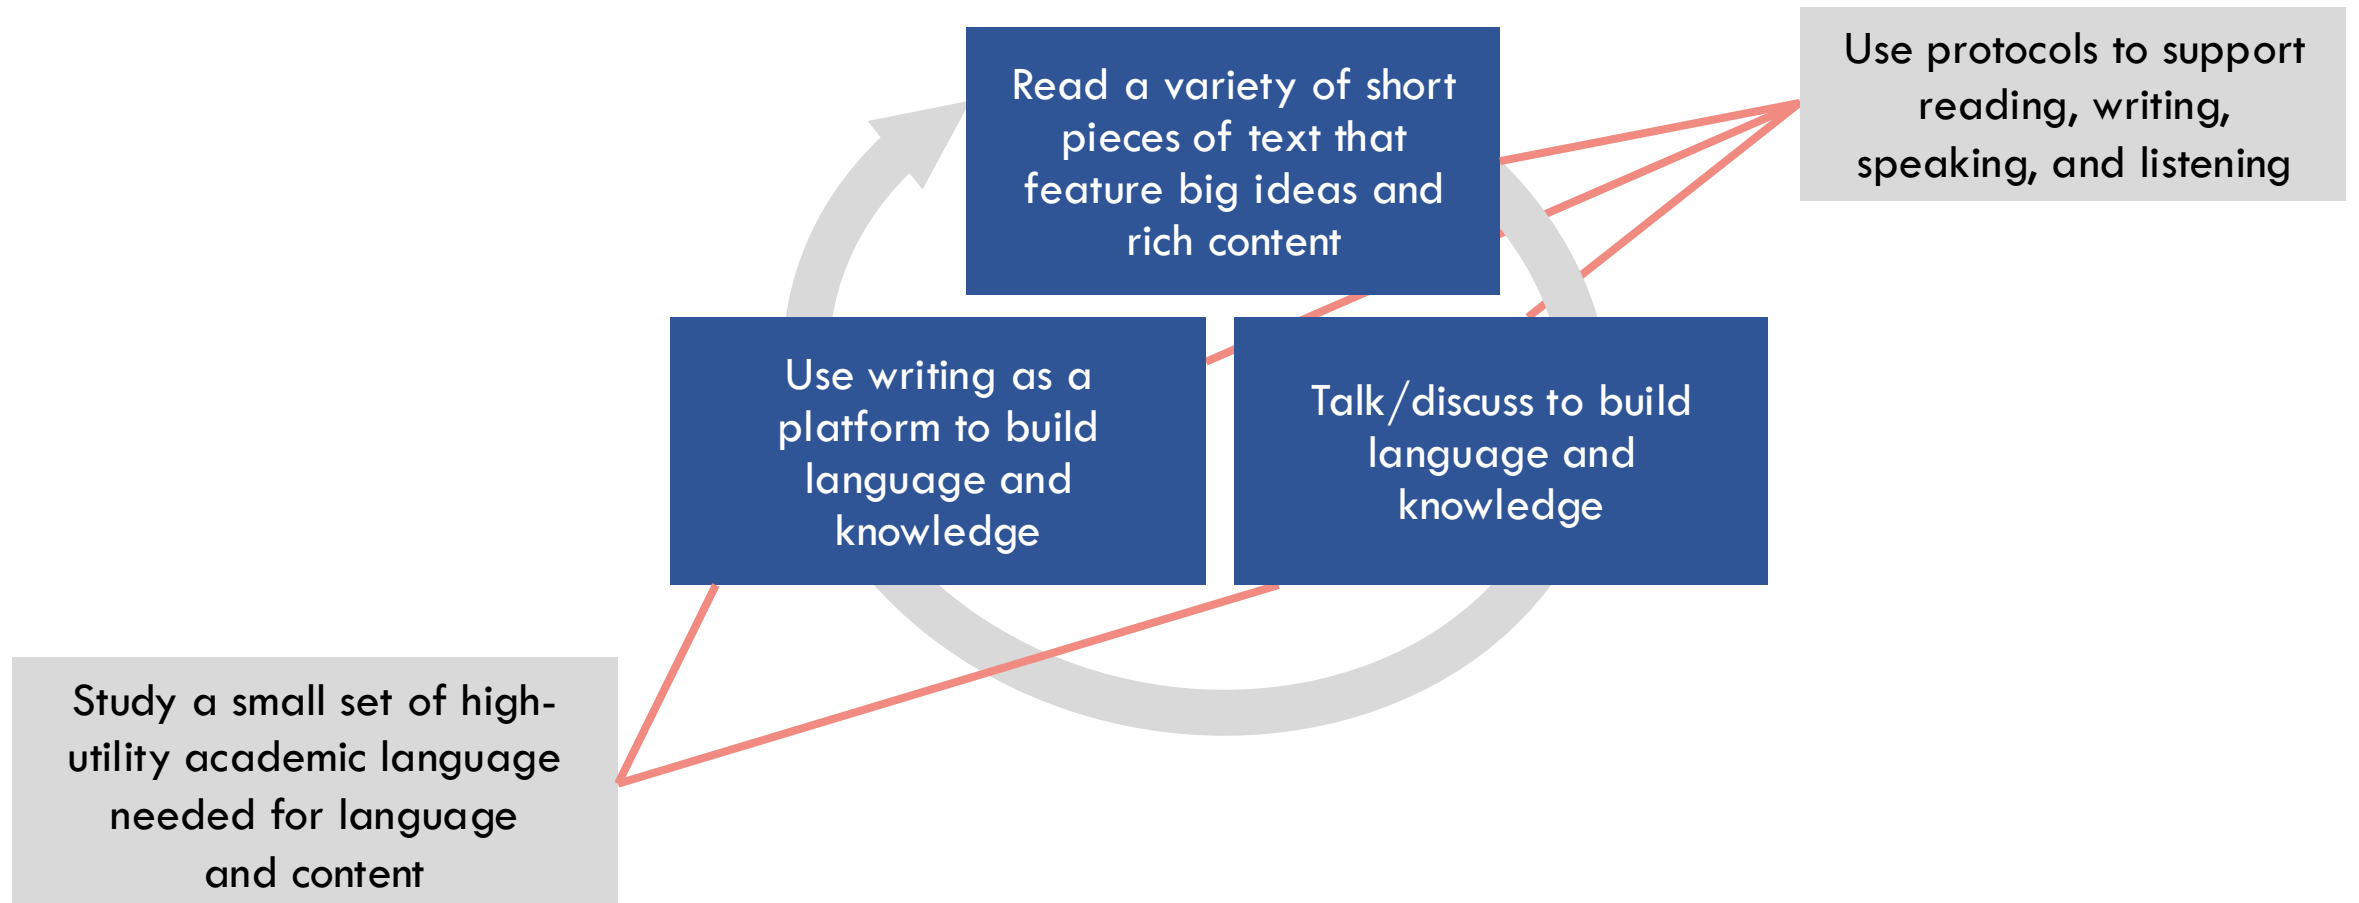 Read a variety of short
pieces of text that
feature big ideas and
rich content
Use protocols to support
reading, writing,
speaking, and listening
Use writing as a
platform to build
language and
knowledge
Talk/discuss to build
language and
knowledge
Study a small set of high-
utility academic language
needed for language
and content